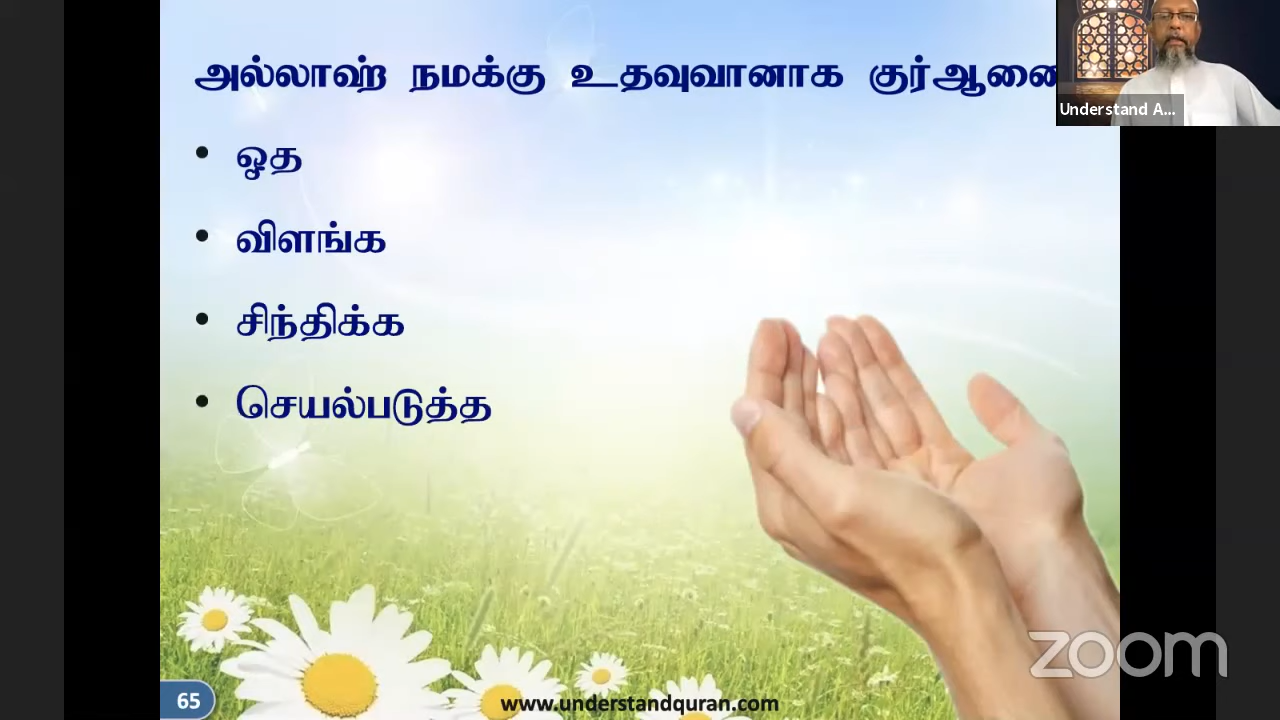 அல்லாஹ் நமக்கு உதவுவானாக குர்ஆனை
Understand A...
• ஓத
• விளங்க
• சிந்திக்க
• செயல்படுத்த
zoom
65
www.understandquran.com